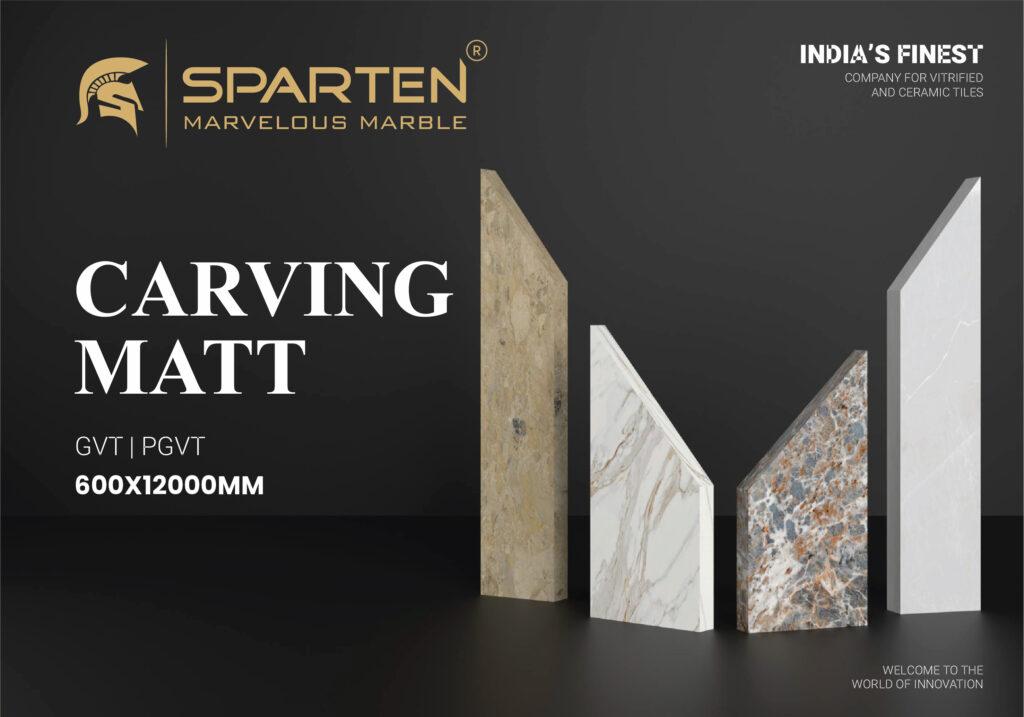 SPARTEN®
MARVELOUS MARBLE
INDIA'S FINEST
COMPANY FOR VITRIFIED
AND CERAMIC TILES
CARVING
MATT
GVT | PGVT
600X12000MM
WELCOME TO THE
WORLD OF INNOVATION